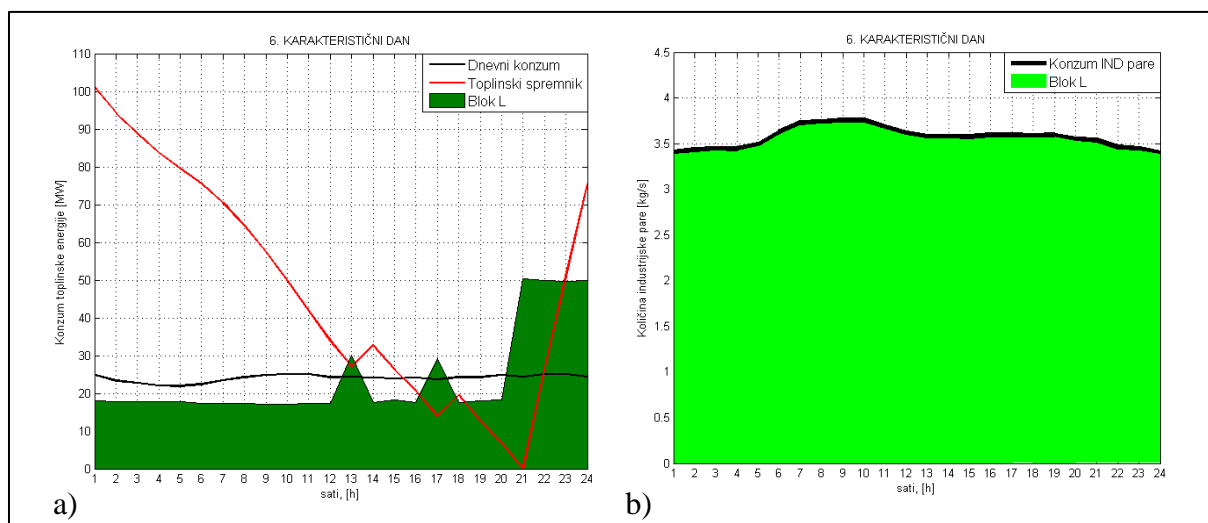 6. KARAKTERISTIČNI DAN
Konzum toplinske energije [MW]
110
100
90
80
70
60
50
40
30
20
10
0
Dnevni konzum
Toplinski spremnik
Blok L
1 2 3 4 5 6 7 8 9 10 11 12 13 14 15 16 17 18 19 20 21 22 23 24
sati, [h]
a)
6. KARAKTERISTIČNI DAN
Količina industrijske pare [kg/s]
4.5
4
3.5
3
2.5
2
1.5
1
0.5
0
Konzum IND pare
Blok L
1 2 3 4 5 6 7 8 9 10 11 12 13 14 15 16 17 18 19 20 21 22 23 24
sati, [h]
b)